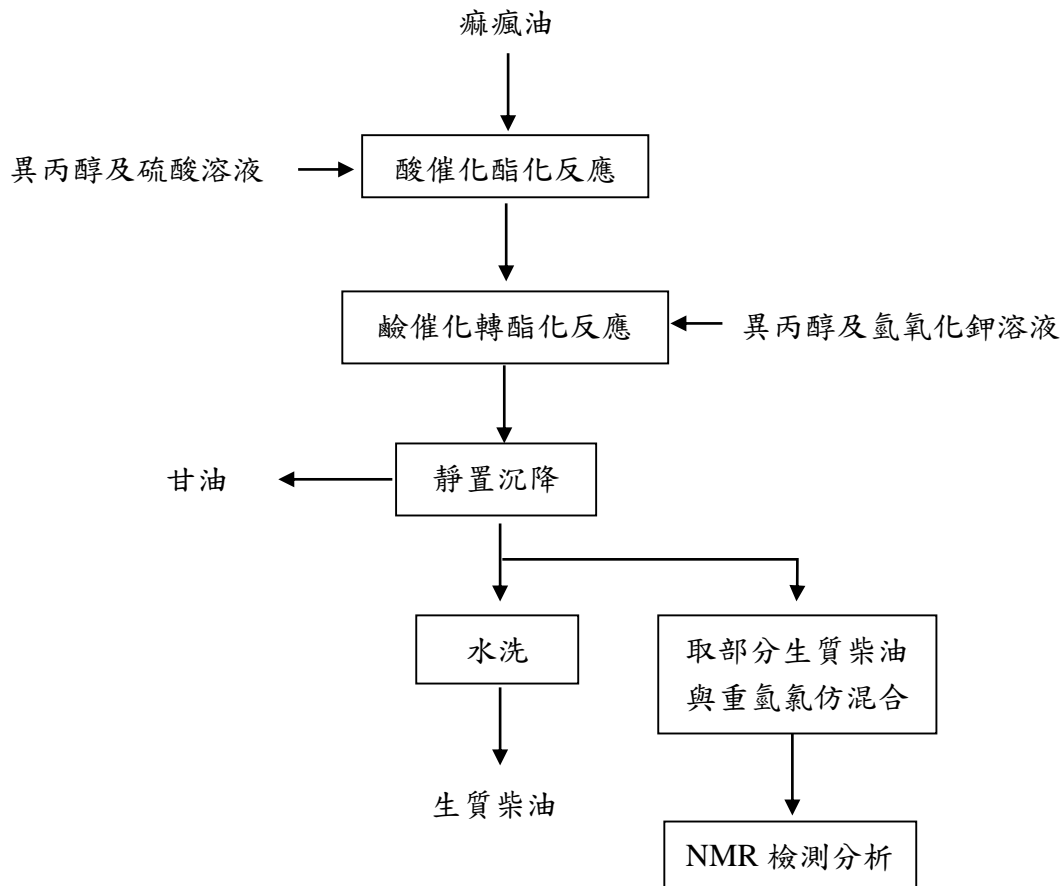 痲瘋油
異丙醇及硫酸溶液
酸催化酯化反應
鹼催化轉酯化反應
異丙醇及氫氧化鉀溶液
甘油
靜置沉降
水洗
取部分生質柴油
與重氫氯仿混合
生質柴油
NMR 檢測分析